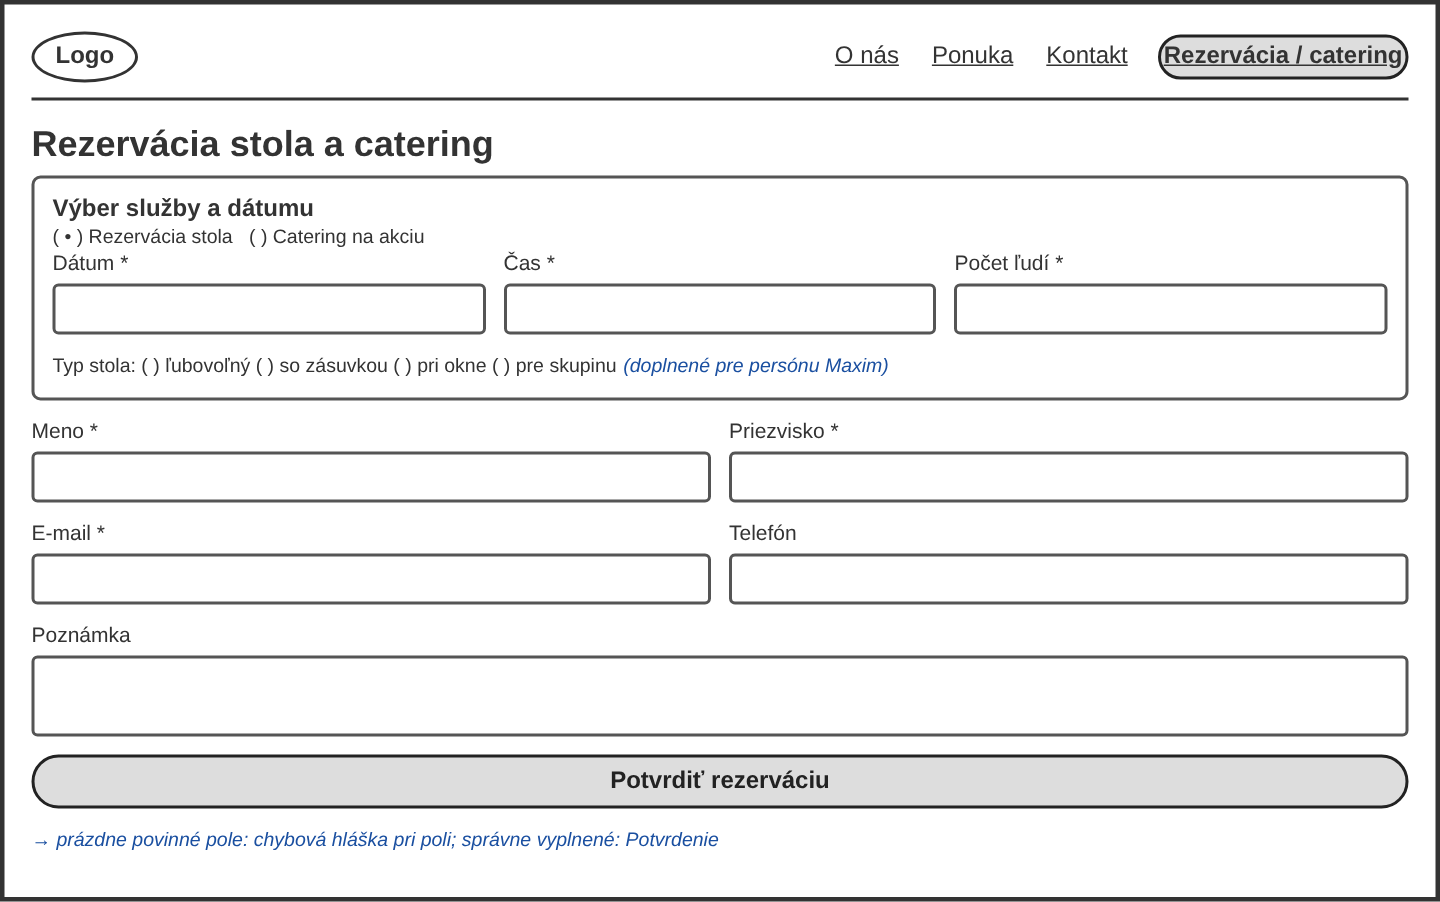 Logo
O nás Ponuka Kontakt Rezervácia / catering
Rezervácia stola a catering
Výber služby a dátumu
( • ) Rezervácia stola ( ) Catering na akciu
Dátum * Čas * Počet ľudí *
Typ stola: ( ) ľubovoľný ( ) so zásuvkou ( ) pri okne ( ) pre skupinu (doplnené pre persónu Maxim)
Meno * Priezvisko *
E-mail * Telefón
Poznámka
Potvrdiť rezerváciu
→ prázdne povinné pole: chybová hláška pri poli; správne vyplnené: Potvrdenie